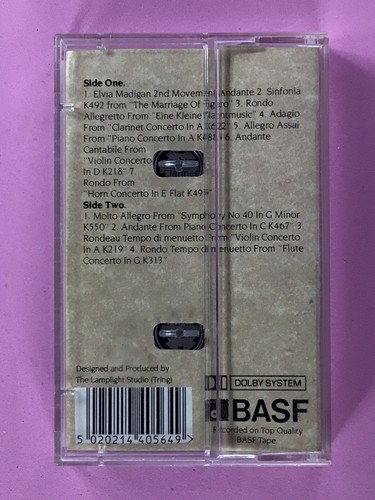 Side One.
1. Elvia Madigan 2nd Movement Andante 2. Sinfonia
K492 from "The Marriage Of Figaro" 3. Rondo
Allegretto From "Eine Kleine Nachtmusic" 4. Adagio
From "Clarinet Concerto In A K622" 5. Allegro Assai
From "Piano Concerto In A K488" 6. Andante
Cantabile From
"Violin Concerto
In D K218" 7.
Rondo From
"Horn Concerto In E Flat K495"
Side Two.
1. Molto Allegro From "Symphony No 40 In G Minor
K550" 2. Andante From Piano Concerto In C K467" 3.
Rondeau Tempo di menuetto From "Violin Concerto
In A K219" 4. Rondo Tempo di menuetto From "Flute
Concerto In G K313"
Designed and Produced by
The Lamplight Studio (Tring)
DOLBY SYSTEM
BASF
Recorded on Top Quality
BASF Tape.
5 020214 405649 >